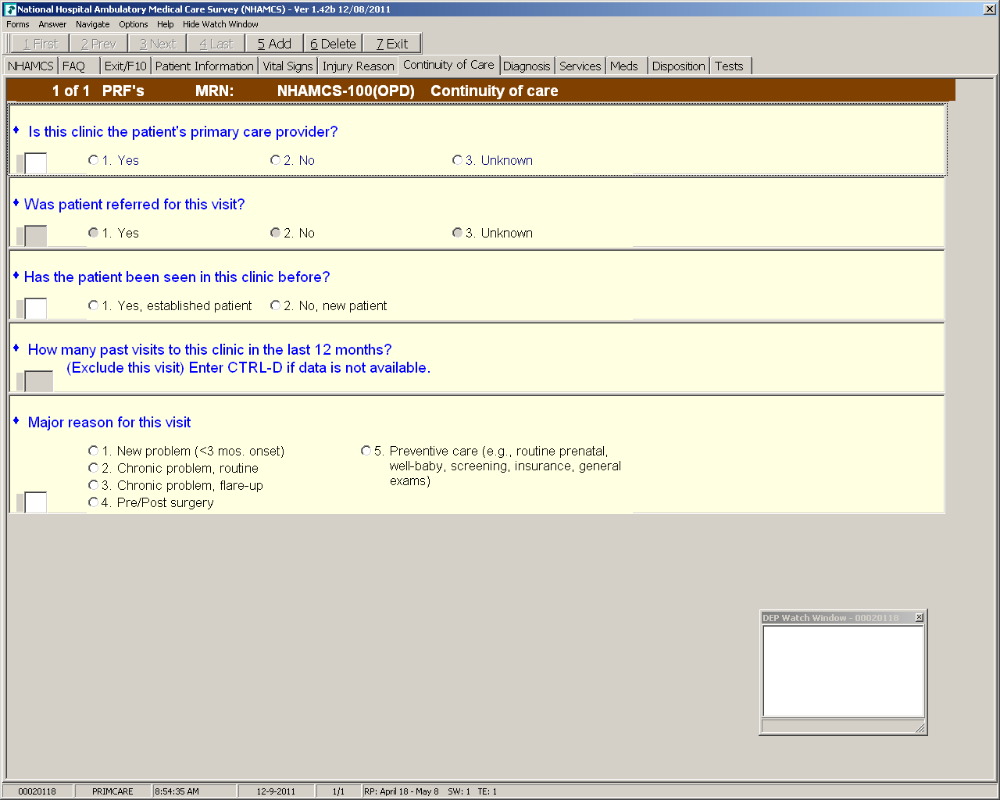 National Hospital Ambulatory Medical Care Survey (NHAMCS) - Ver 1.42b 12/08/2011
Forms Answer Navigate Options Help Hide Watch Window
1 First 2 Prev 3 Next 4 Last 5 Add 6 Delete 7 Exit
NHAMCS FAQ Exit/F10 Patient Information Vital Signs Injury Reason Continuity of Care Diagnosis Services Meds Disposition Tests
1 of 1 PRF's MRN: NHAMCS-100(OPD) Continuity of care
Is this clinic the patient's primary care provider?
1. Yes 2. No 3. Unknown
Was patient referred for this visit?
1. Yes 2. No 3. Unknown
Has the patient been seen in this clinic before?
1. Yes, established patient 2. No, new patient
How many past visits to this clinic in the last 12 months?
(Exclude this visit) Enter CTRL-D if data is not available.
Major reason for this visit
1. New problem (<3 mos. onset)
2. Chronic problem, routine
3. Chronic problem, flare-up
4. Pre/Post surgery
5. Preventive care (e.g., routine prenatal,
well-baby, screening, insurance, general
exams)
DEP Watch Window - 00020118
00020118 PRIMCARE 8:54:35 AM 12-9-2011 1/1 RP: April 18 - May 8 SW: 1 TE: 1